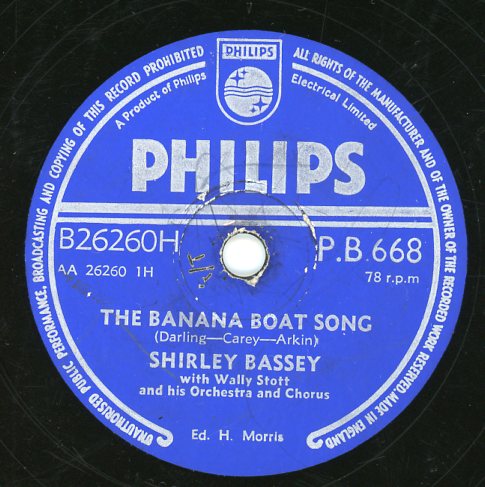 UNAUTHORISED PUBLIC PERFORMANCE, BROADCASTING AND COPYING OF THIS RECORD PROHIBITED
ALL RIGHTS OF THE MANUFACTURER AND OF THE OWNER OF THE RECORDED WORK RESERVED. MADE IN ENGLAND
PHILIPS
A Product of Philips
Electrical Limited
PHILIPS
B26260H
P.B.668
AA 26260 1H
78 r.p.m
THE BANANA BOAT SONG
(Darling—Carey—Arkin)
SHIRLEY BASSEY
with Wally Stott
and his Orchestra and Chorus
Ed. H. Morris